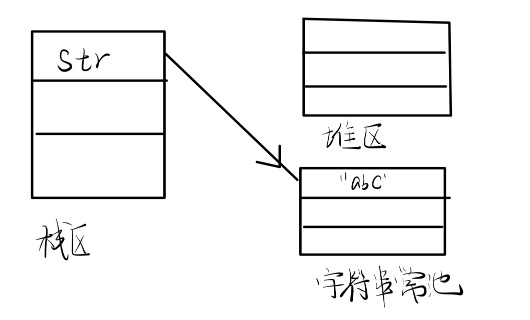 str
堆区
"abc"
栈区
字符串常池